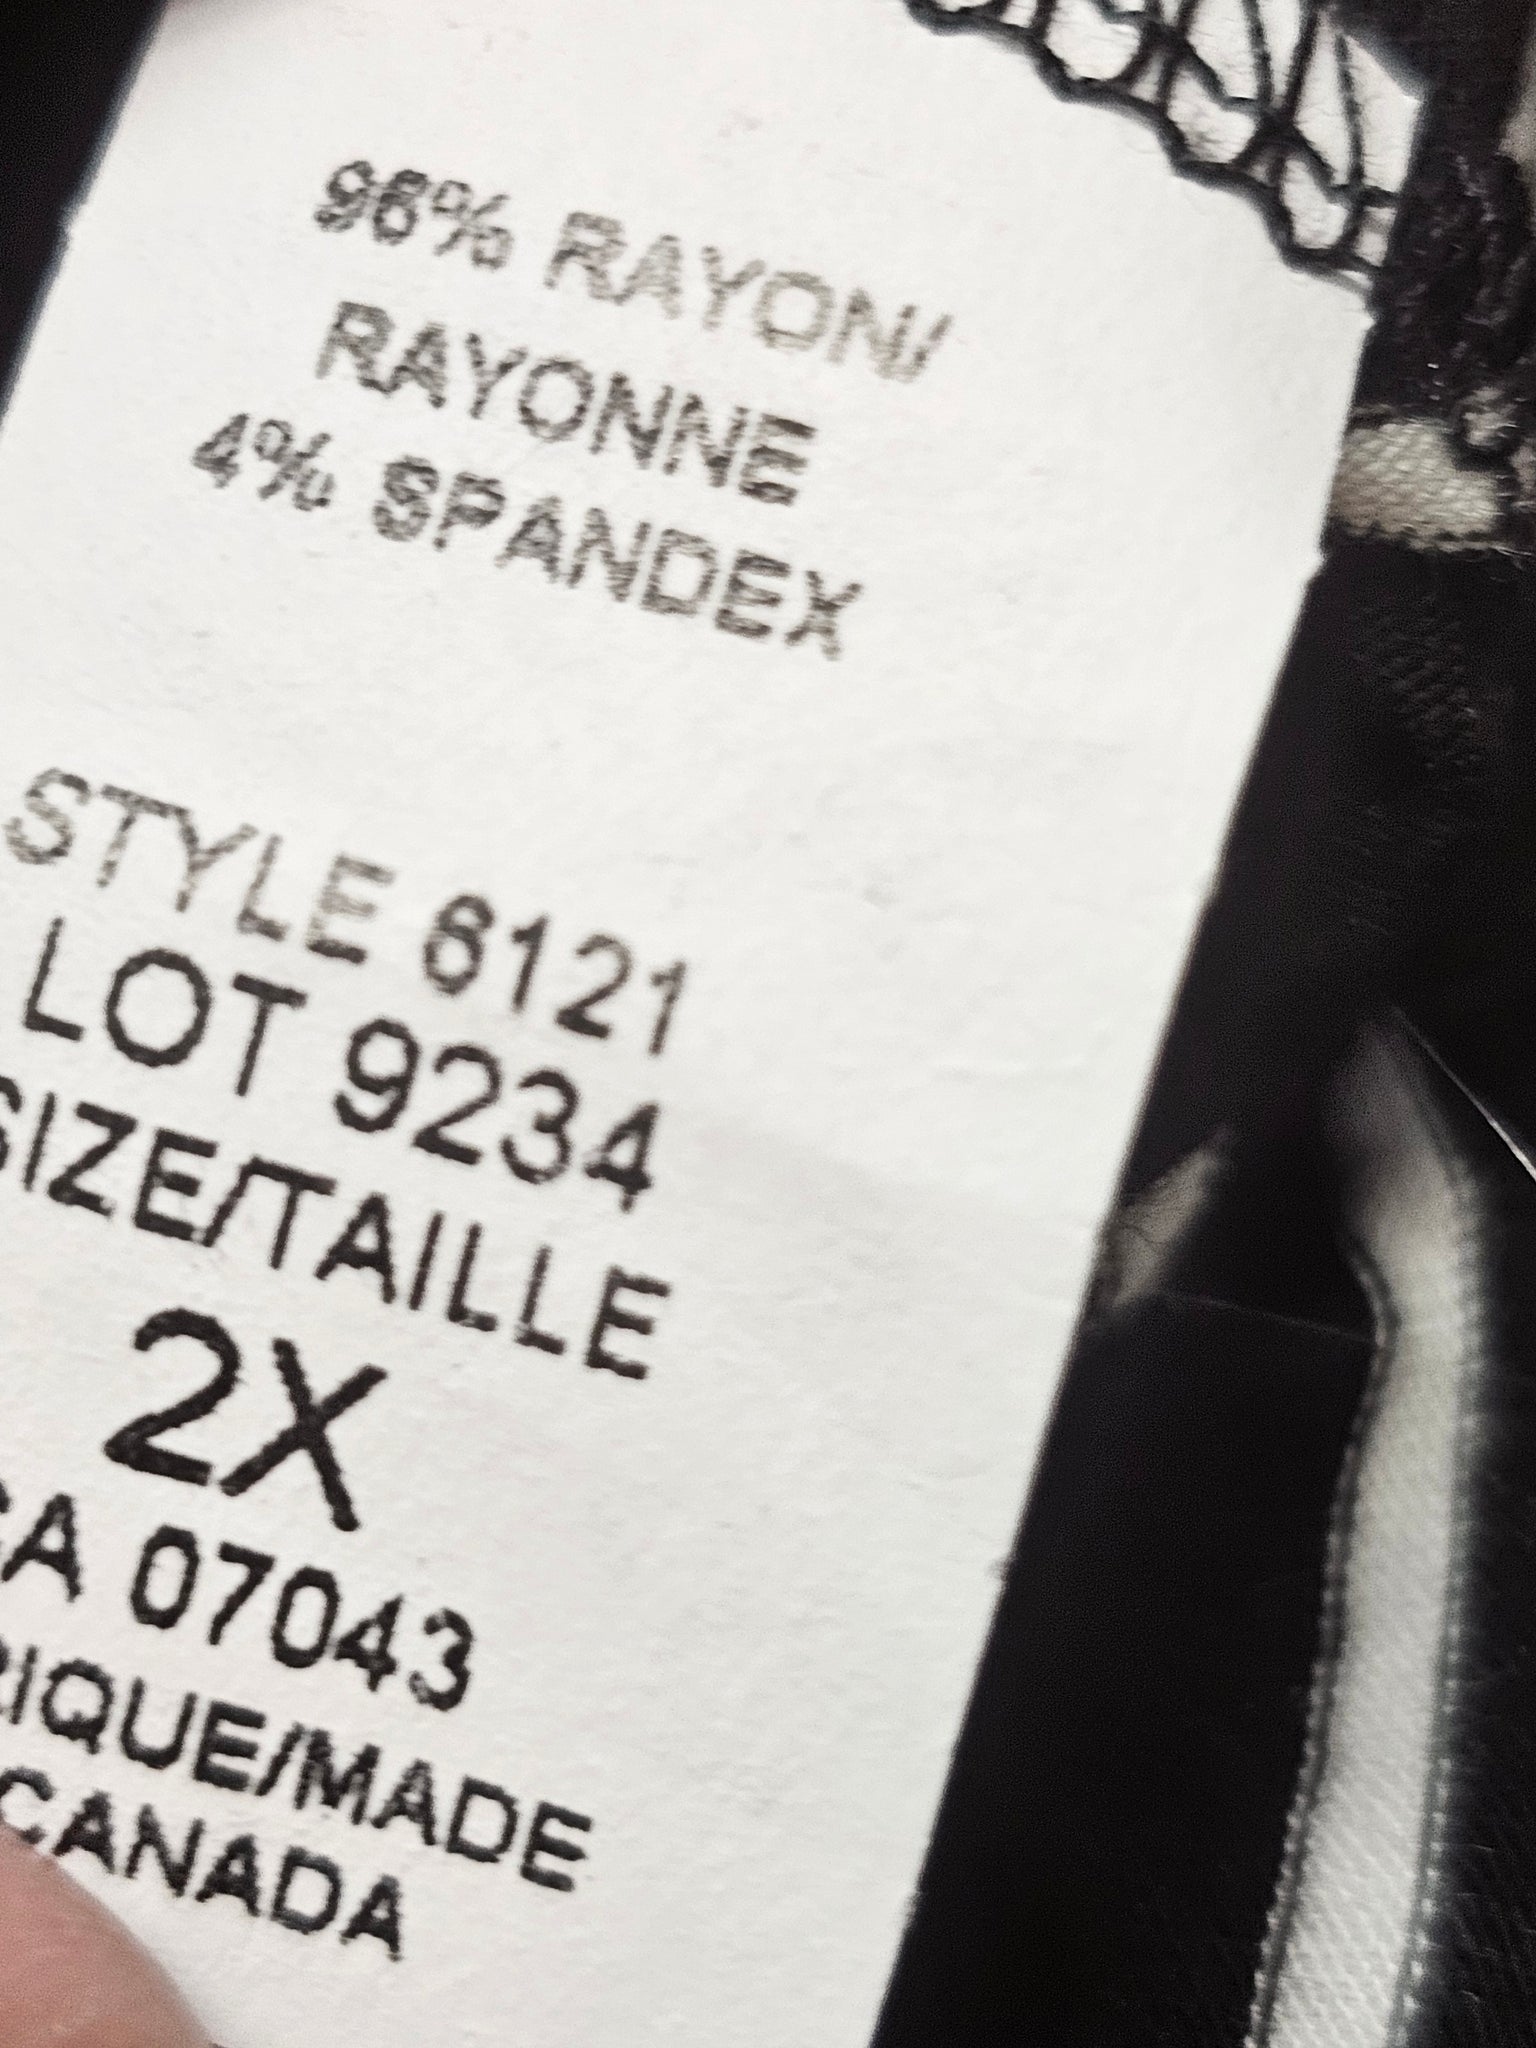 96% RAYON/
RAYONNE
4% SPANDEX
STYLE 6121
LOT 9234
SIZE/TAILLE
2X
CA 07043
RIQUE/MADE
CANADA